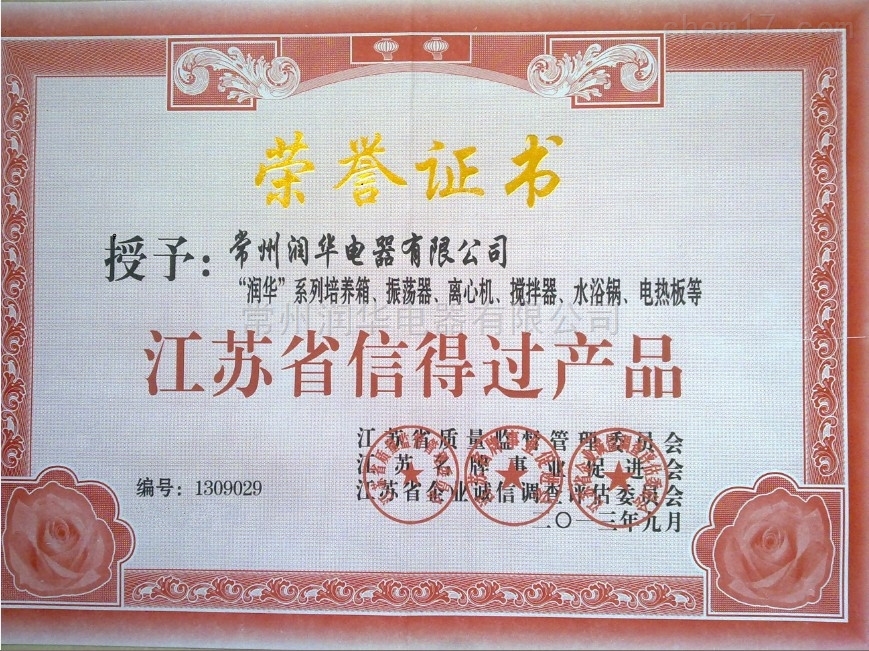 荣誉证书
授予：常州润华电器有限公司
“润华”系列培养箱、振荡器、离心机、搅拌器、水浴锅、电热板等
常州润华电器有限公司
江苏省信得过产品
江苏省质量监督管理委员会
江苏名牌事业促进会
编号：1309029
江苏省企业诚信调查评估委员会
二〇一三年九月